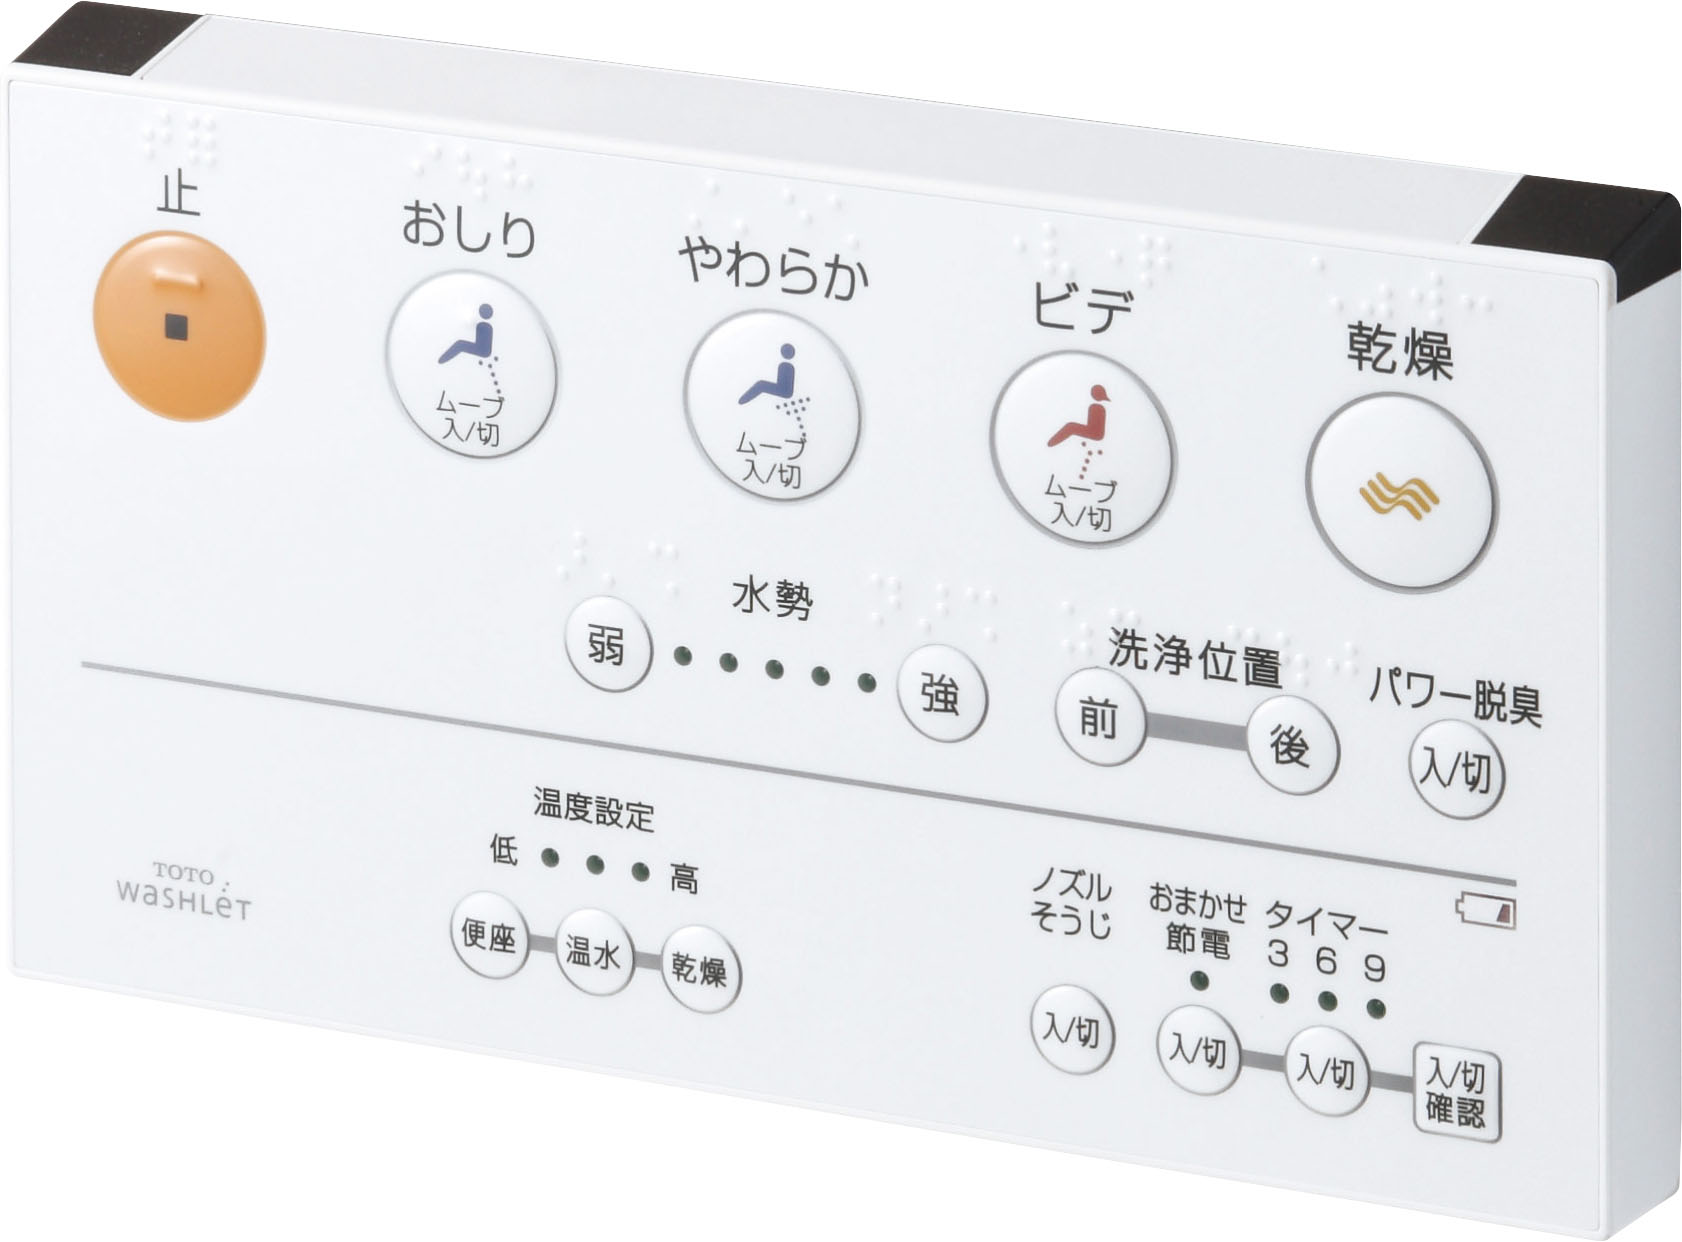 止
おしり
やわらか
ビデ
乾燥
ムーブ
入/切
ムーブ
入/切
ムーブ
入/切
水勢
弱
強
洗浄位置
前
後
パワー脱臭
入/切
温度設定
低
高
便座
温水
乾燥
TOTO
WASHLET
ノズル
そうじ
入/切
おまかせ
節電
入/切
タイマー
3 6 9
入/切
入/切
確認